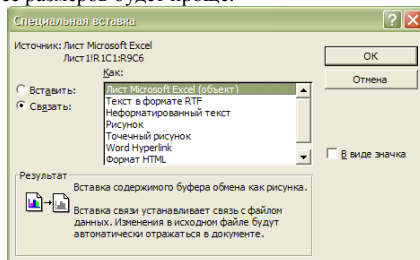 ее размеров будет проще.
Специальная вставка
Источник: Лист Microsoft Excel
Лист1!R1C1:R9C6
Как:
Вставить:
Связать:
Лист Microsoft Excel (объект)
Текст в формате RTF
Неформатированный текст
Рисунок
Точечный рисунок
Word Hyperlink
Формат HTML
ОК
Отмена
В виде значка
Результат
Вставка содержимого буфера обмена как рисунка.
Вставка связи устанавливает связь с файлом
данных. Изменения в исходном файле будут
автоматически отражаться в документе.